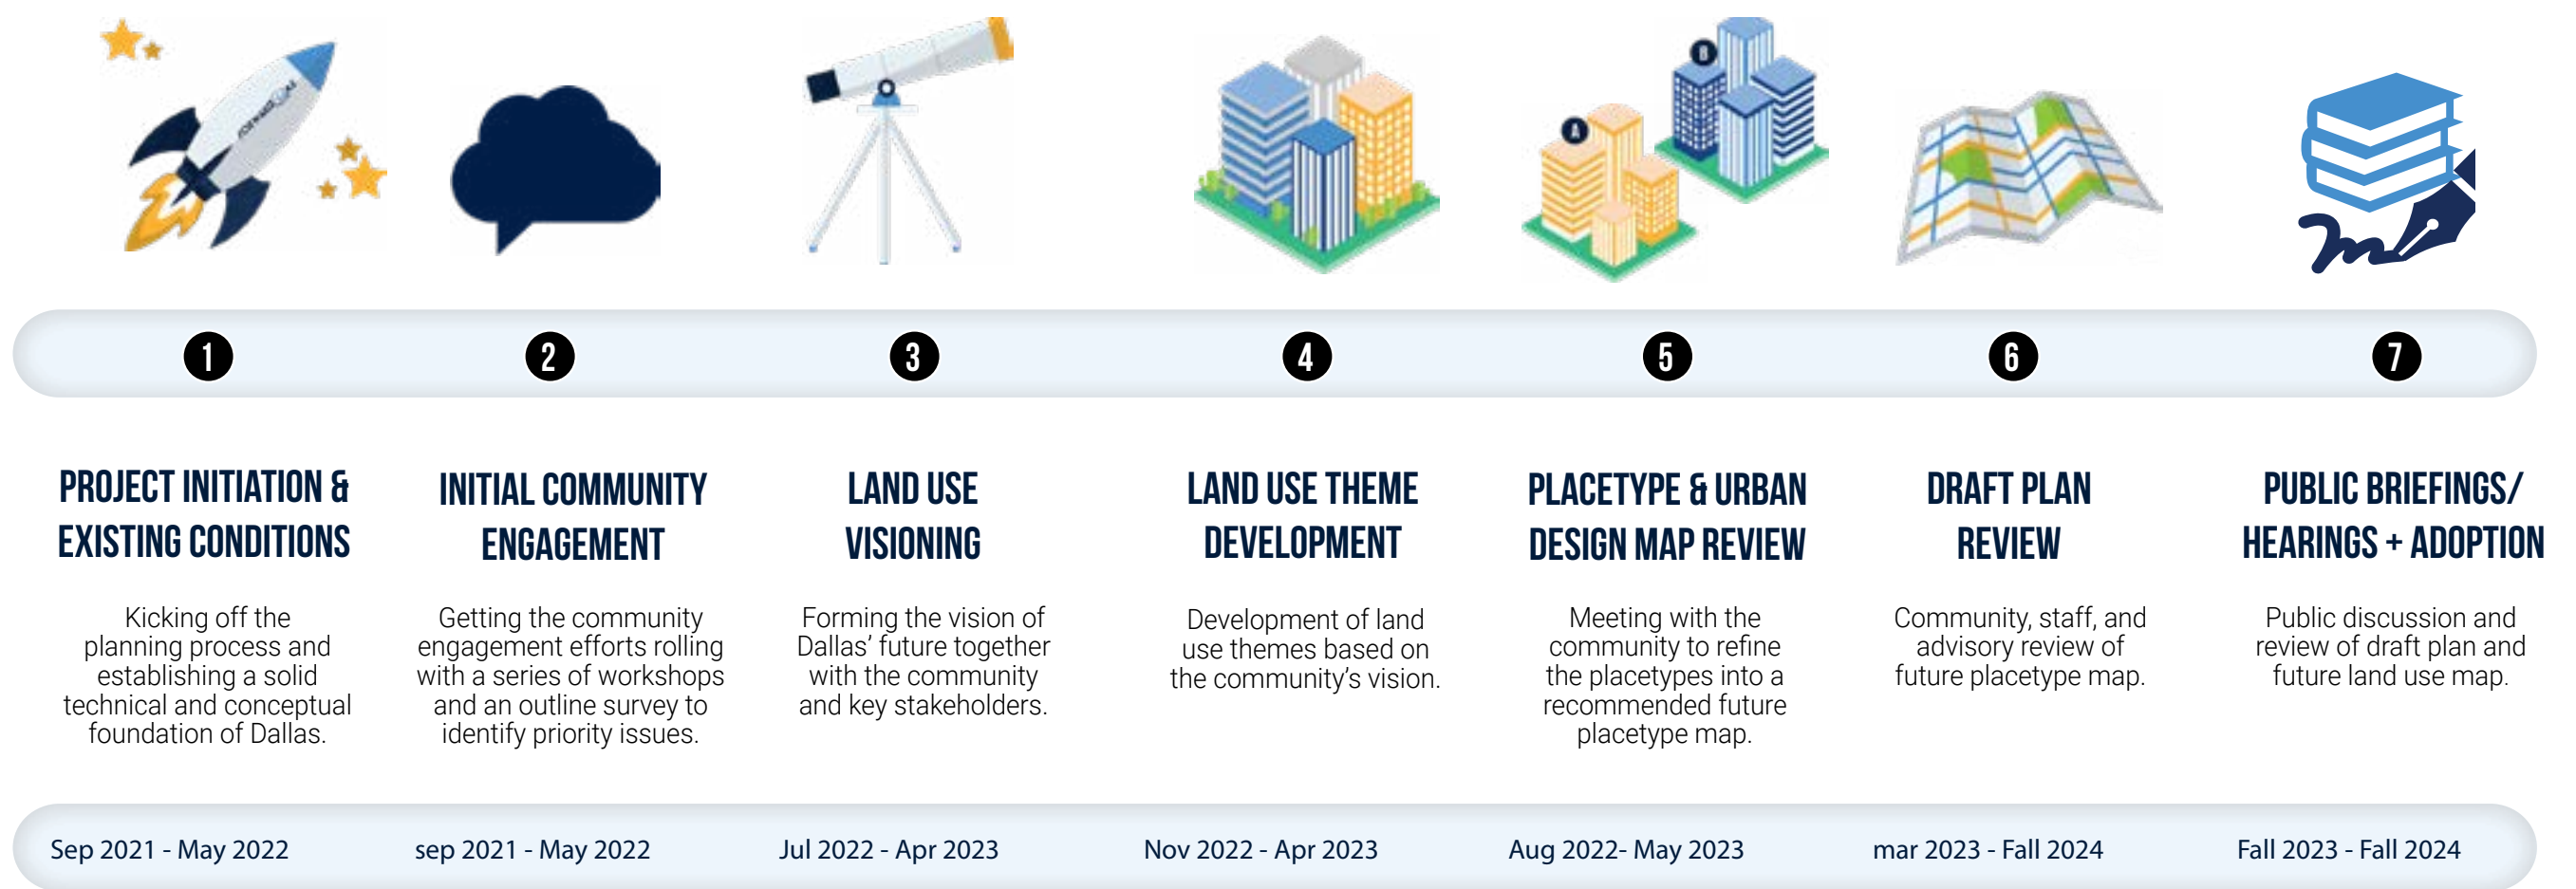 A
B
1
2
3
4
5
6
7
PROJECT INITIATION &
EXISTING CONDITIONS
Kicking off the
planning process and
establishing a solid
technical and conceptual
foundation of Dallas.
INITIAL COMMUNITY
ENGAGEMENT
Getting the community
engagement efforts rolling
with a series of workshops
and an outline survey to
identify priority issues.
LAND USE
VISIONING
Forming the vision of
Dallas’ future together
with the community
and key stakeholders.
LAND USE THEME
DEVELOPMENT
Development of land
use themes based on
the community’s vision.
PLACETYPE & URBAN
DESIGN MAP REVIEW
Meeting with the
community to refine
the placetypes into a
recommended future
placetype map.
DRAFT PLAN
REVIEW
Community, staff, and
advisory review of
future placetype map.
PUBLIC BRIEFINGS/
HEARINGS + ADOPTION
Public discussion and
review of draft plan and
future land use map.
Sep 2021 - May 2022
sep 2021 - May 2022
Jul 2022 - Apr 2023
Nov 2022 - Apr 2023
Aug 2022- May 2023
mar 2023 - Fall 2024
Fall 2023 - Fall 2024